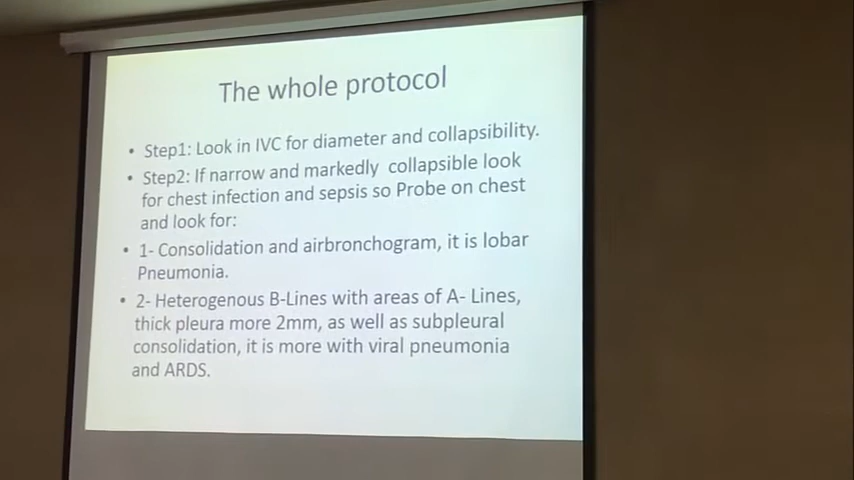 The whole protocol
• Step1: Look in IVC for diameter and collapsibility.
• Step2: If narrow and markedly collapsible look
for chest infection and sepsis so Probe on chest
and look for:
• 1- Consolidation and airbronchogram, it is lobar
Pneumonia.
• 2- Heterogenous B-Lines with areas of A- Lines,
thick pleura more 2mm, as well as subpleural
consolidation, it is more with viral pneumonia
and ARDS.